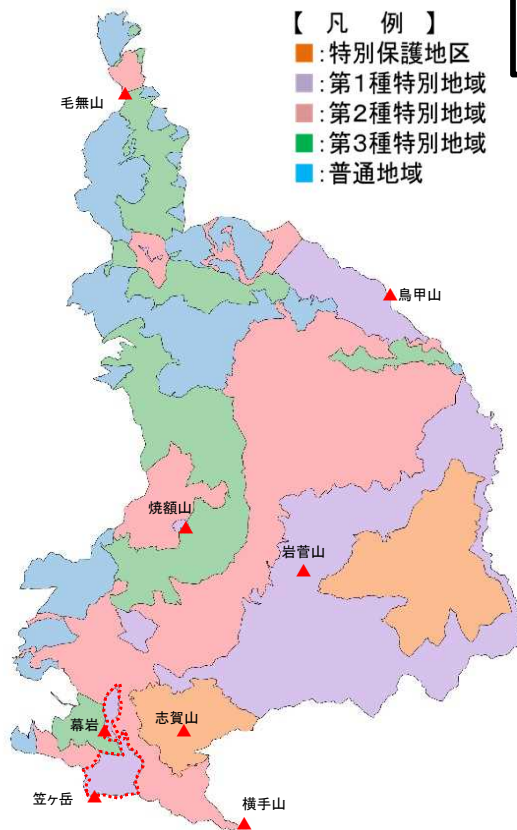 【 凡 例 】
■:特別保護地区
■:第1種特別地域
■:第2種特別地域
■:第3種特別地域
■:普通地域
毛無山
鳥甲山
焼額山
岩菅山
幕岩
志賀山
笠ヶ岳
横手山